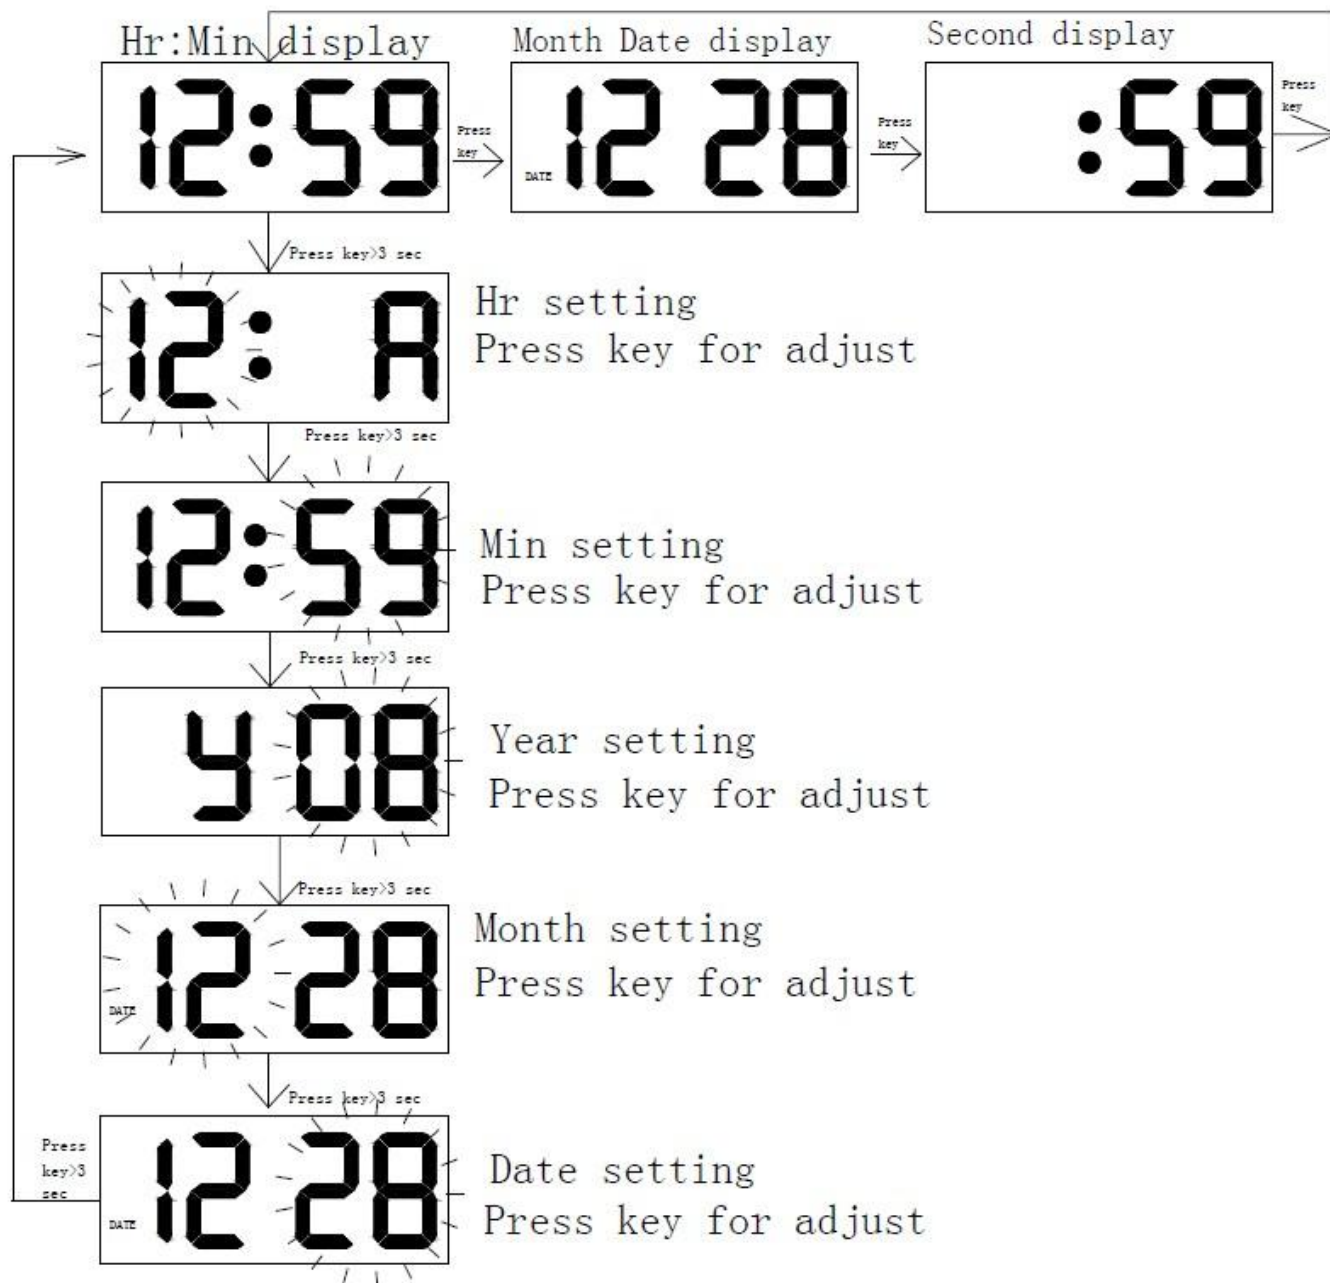 Hr:Min display
Month Date display
Second display
12:59
Press
key
DATE 12 28
Press
key
:59
Press
key
Press key>3 sec
12: A
Hr setting
Press key for adjust
Press key>3 sec
12:59
Min setting
Press key for adjust
Press key>3 sec
y 08
Year setting
Press key for adjust
Press key>3 sec
DATE 12 28
Month setting
Press key for adjust
Press key>3 sec
Press
key>3
sec
DATE 12 28
Date setting
Press key for adjust